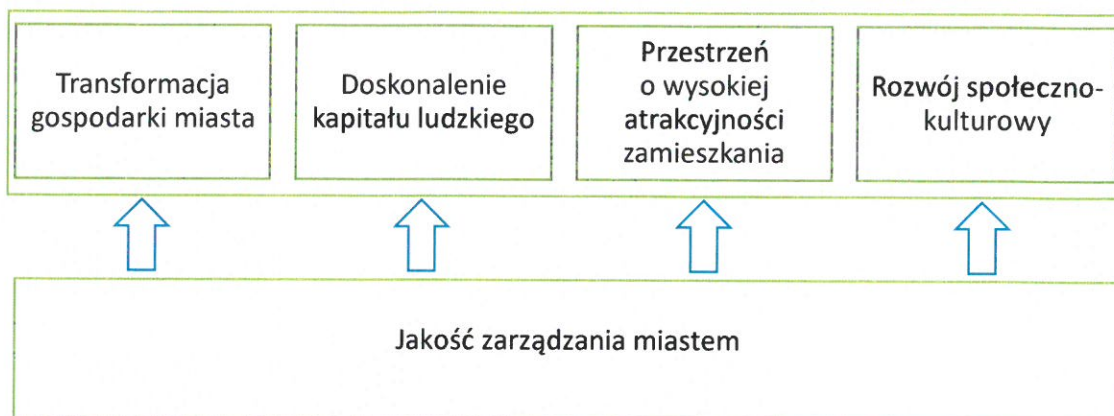 Transformacja
gospodarki miasta
Doskonalenie
kapitału ludzkiego
Przestrzeń
o wysokiej
atrakcyjności
zamieszkania
Rozwój społeczno-
kulturowy
Jakość zarządzania miastem